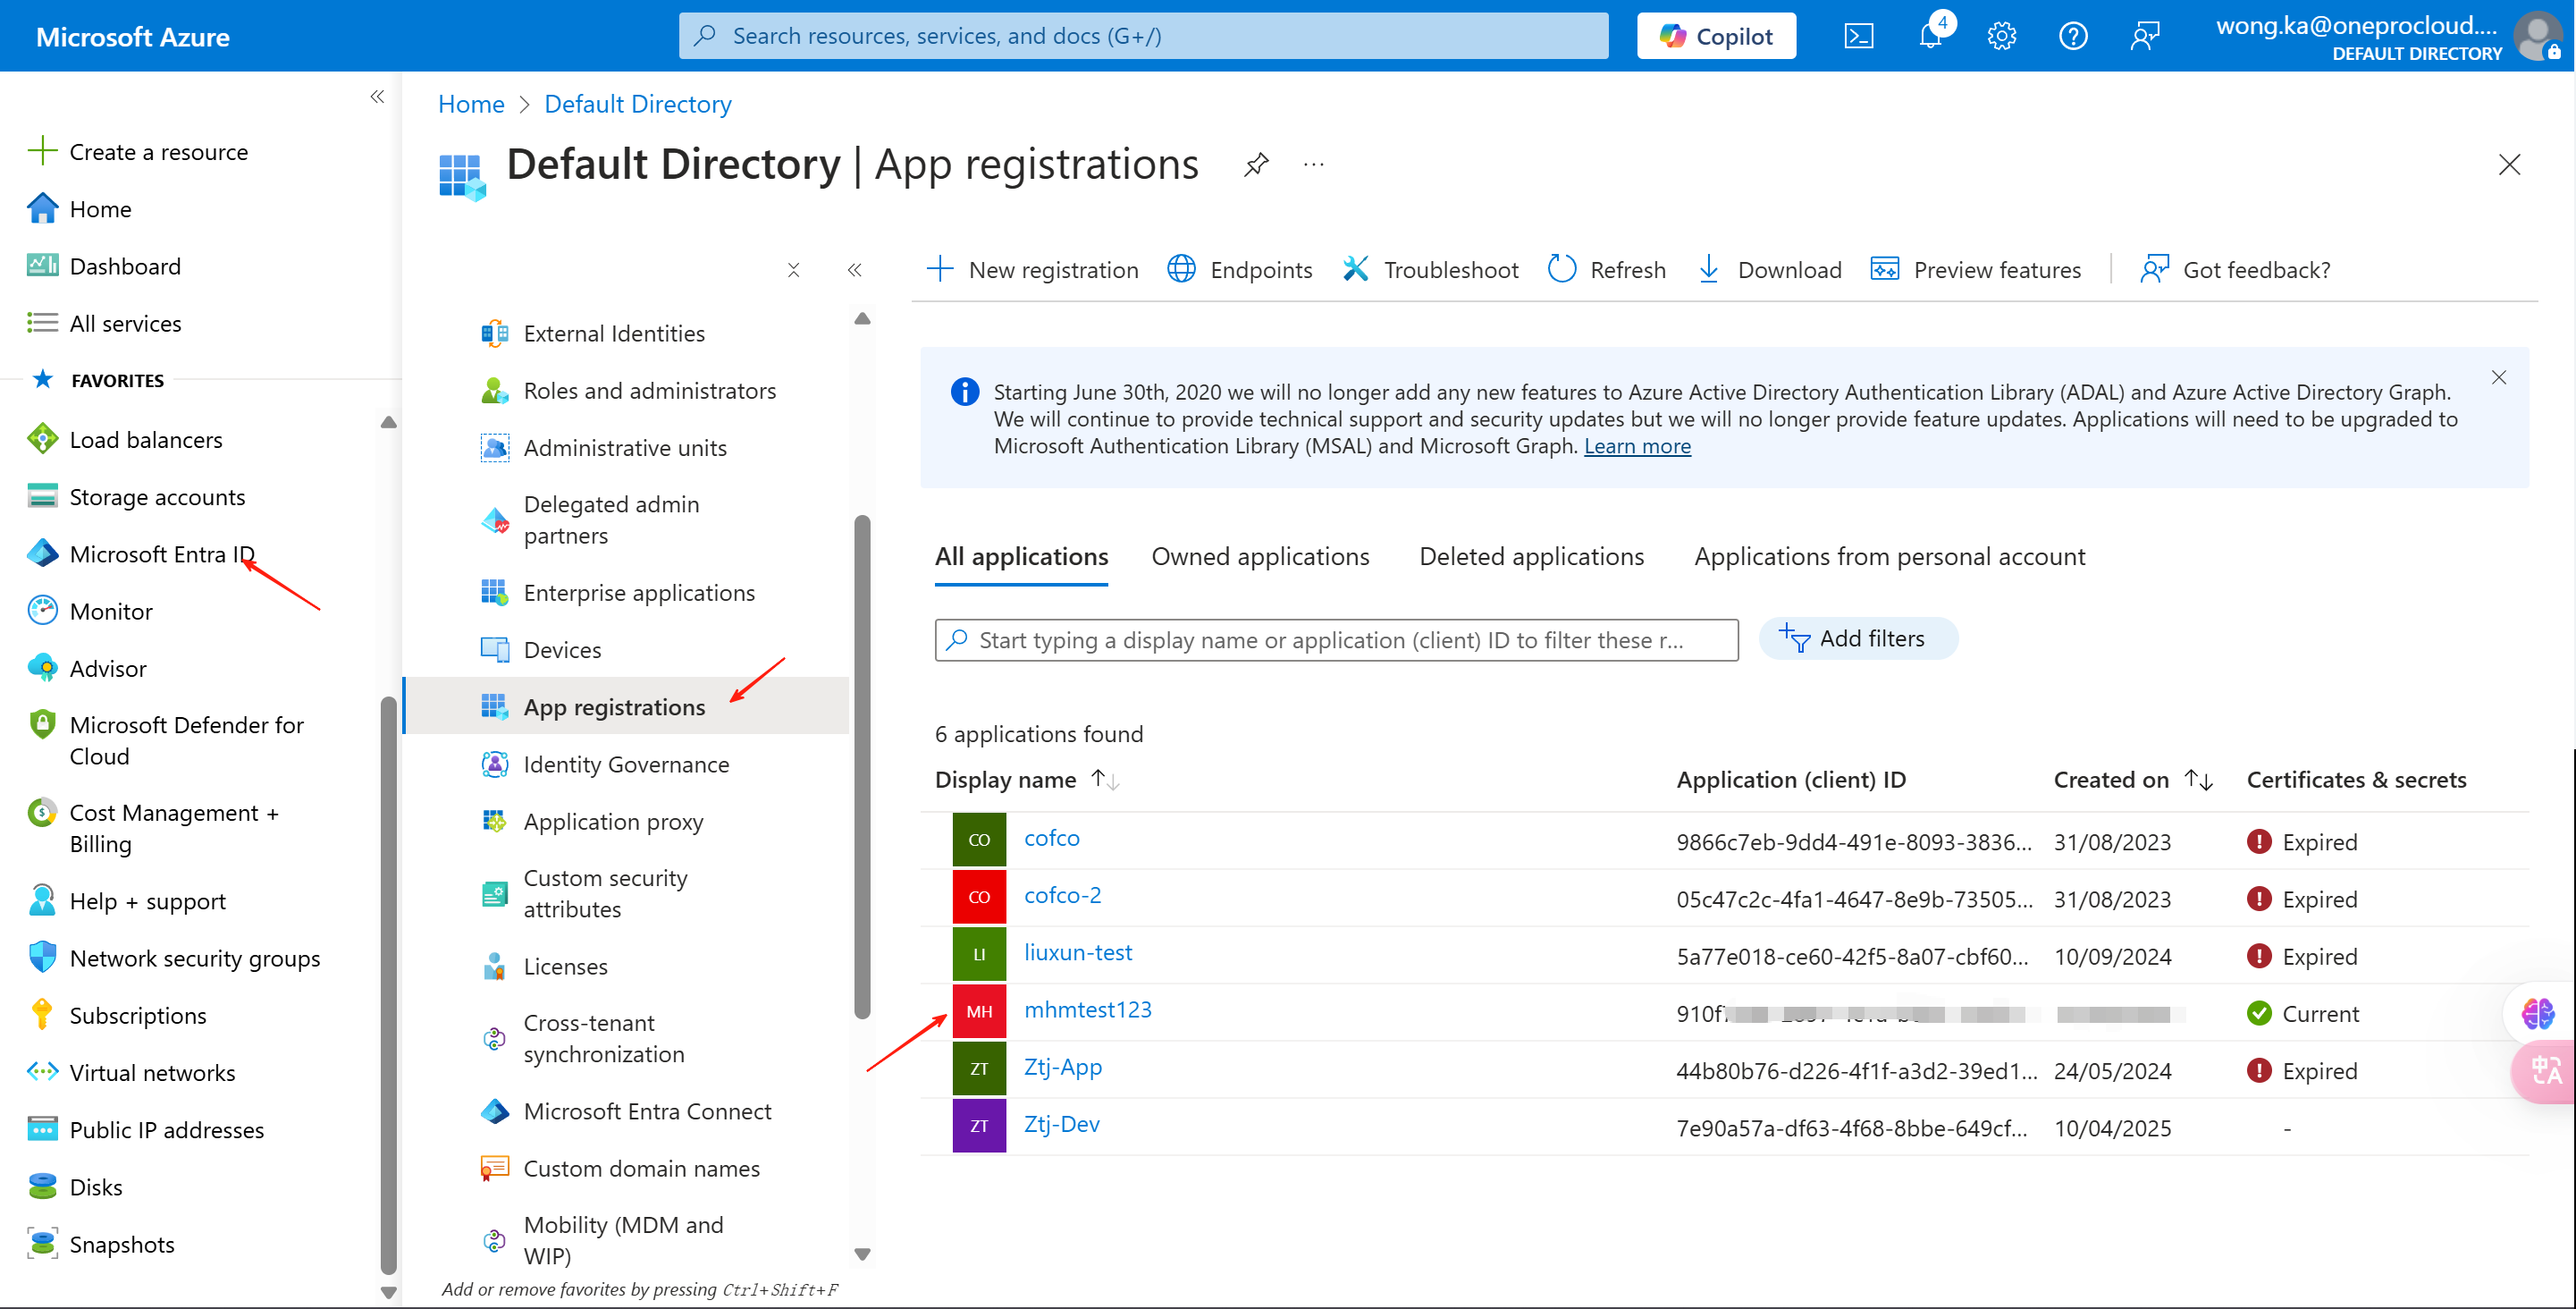 Microsoft Azure
Search resources, services, and docs (G+/)
Copilot
4
wong.ka@oneprocloud....
DEFAULT DIRECTORY
Create a resource
Home
Dashboard
All services
FAVORITES
Load balancers
Storage accounts
Microsoft Entra ID
Monitor
Advisor
Microsoft Defender for
Cloud
Cost Management +
Billing
Help + support
Network security groups
Subscriptions
Virtual networks
Public IP addresses
Disks
Snapshots
Home > Default Directory
Default Directory | App registrations
External Identities
Roles and administrators
Administrative units
Delegated admin
partners
Enterprise applications
Devices
App registrations
Identity Governance
Application proxy
Custom security
attributes
Licenses
Cross-tenant
synchronization
Microsoft Entra Connect
Custom domain names
Mobility (MDM and
WIP)
Add or remove favorites by pressing Ctrl+Shift+F
New registration Endpoints Troubleshoot Refresh Download Preview features Got feedback?
Starting June 30th, 2020 we will no longer add any new features to Azure Active Directory Authentication Library (ADAL) and Azure Active Directory Graph.
We will continue to provide technical support and security updates but we will no longer provide feature updates. Applications will need to be upgraded to
Microsoft Authentication Library (MSAL) and Microsoft Graph. Learn more
All applications Owned applications Deleted applications Applications from personal account
Start typing a display name or application (client) ID to filter these r...
Add filters
6 applications found
Display name Application (client) ID Created on Certificates & secrets
CO cofco 9866c7eb-9dd4-491e-8093-3836... 31/08/2023 Expired
CO cofco-2 05c47c2c-4fa1-4647-8e9b-73505... 31/08/2023 Expired
LI liuxun-test 5a77e018-ce60-42f5-8a07-cbf60... 10/09/2024 Expired
MH mhmtest123 Current
ZT Ztj-App 44b80b76-d226-4f1f-a3d2-39ed1... 24/05/2024 Expired
ZT Ztj-Dev 7e90a57a-df63-4f68-8bbe-649cf... 10/04/2025 -
中A